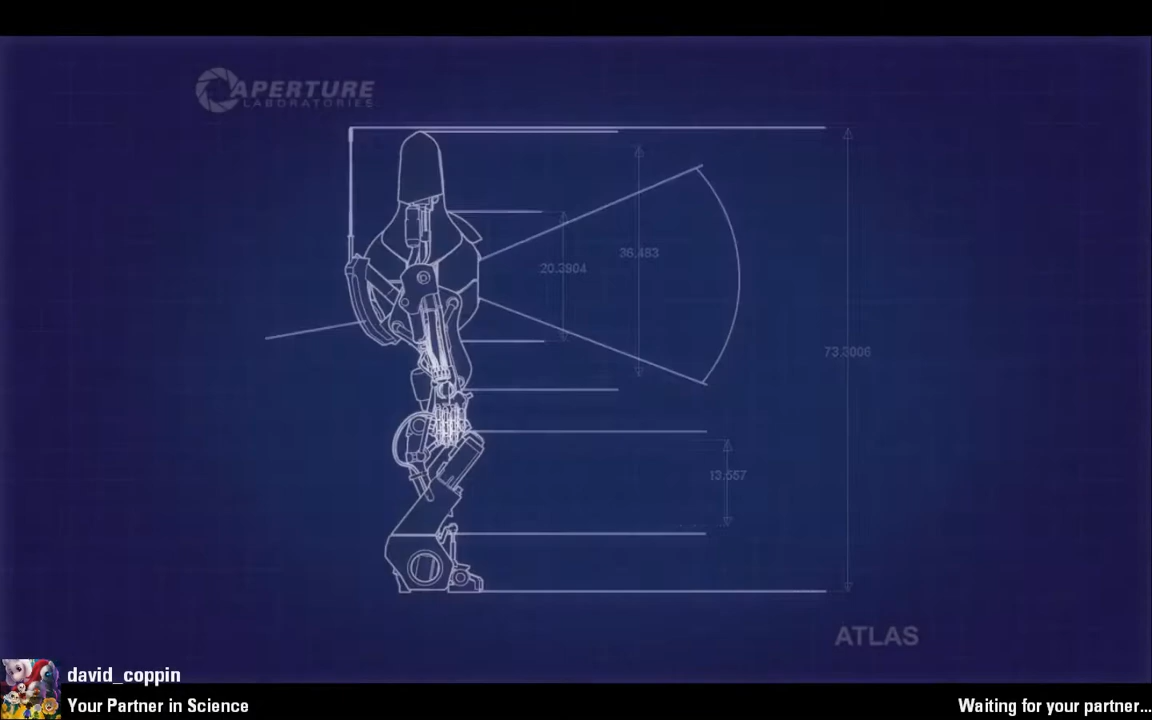 APERTURE
LABORATORIES
36.483
20.3904
73.3006
13.557
ATLAS
david_coppin
Your Partner in Science
Waiting for your partner...